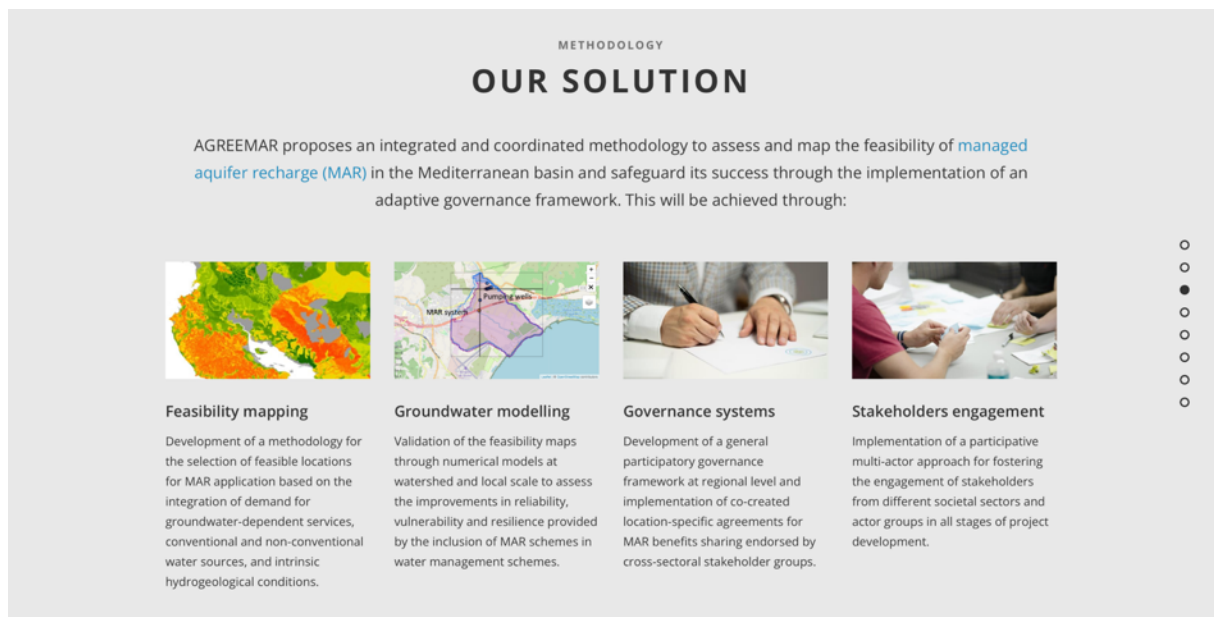 METHODOLOGY
OUR SOLUTION
AGREEMAR proposes an integrated and coordinated methodology to assess and map the feasibility of managed
aquifer recharge (MAR) in the Mediterranean basin and safeguard its success through the implementation of an
adaptive governance framework. This will be achieved through:
Pumping wells
MAR system
Feasibility mapping
Development of a methodology for
the selection of feasible locations
for MAR application based on the
integration of demand for
groundwater-dependent services,
conventional and non-conventional
water sources, and intrinsic
hydrogeological conditions.
Groundwater modelling
Validation of the feasibility maps
through numerical models at
watershed and local scale to assess
the improvements in reliability,
vulnerability and resilience provided
by the inclusion of MAR schemes in
water management schemes.
Governance systems
Development of a general
participatory governance
framework at regional level and
implementation of co-created
location-specific agreements for
MAR benefits sharing endorsed by
cross-sectoral stakeholder groups.
Stakeholders engagement
Implementation of a participative
multi-actor approach for fostering
the engagement of stakeholders
from different societal sectors and
actor groups in all stages of project
development.